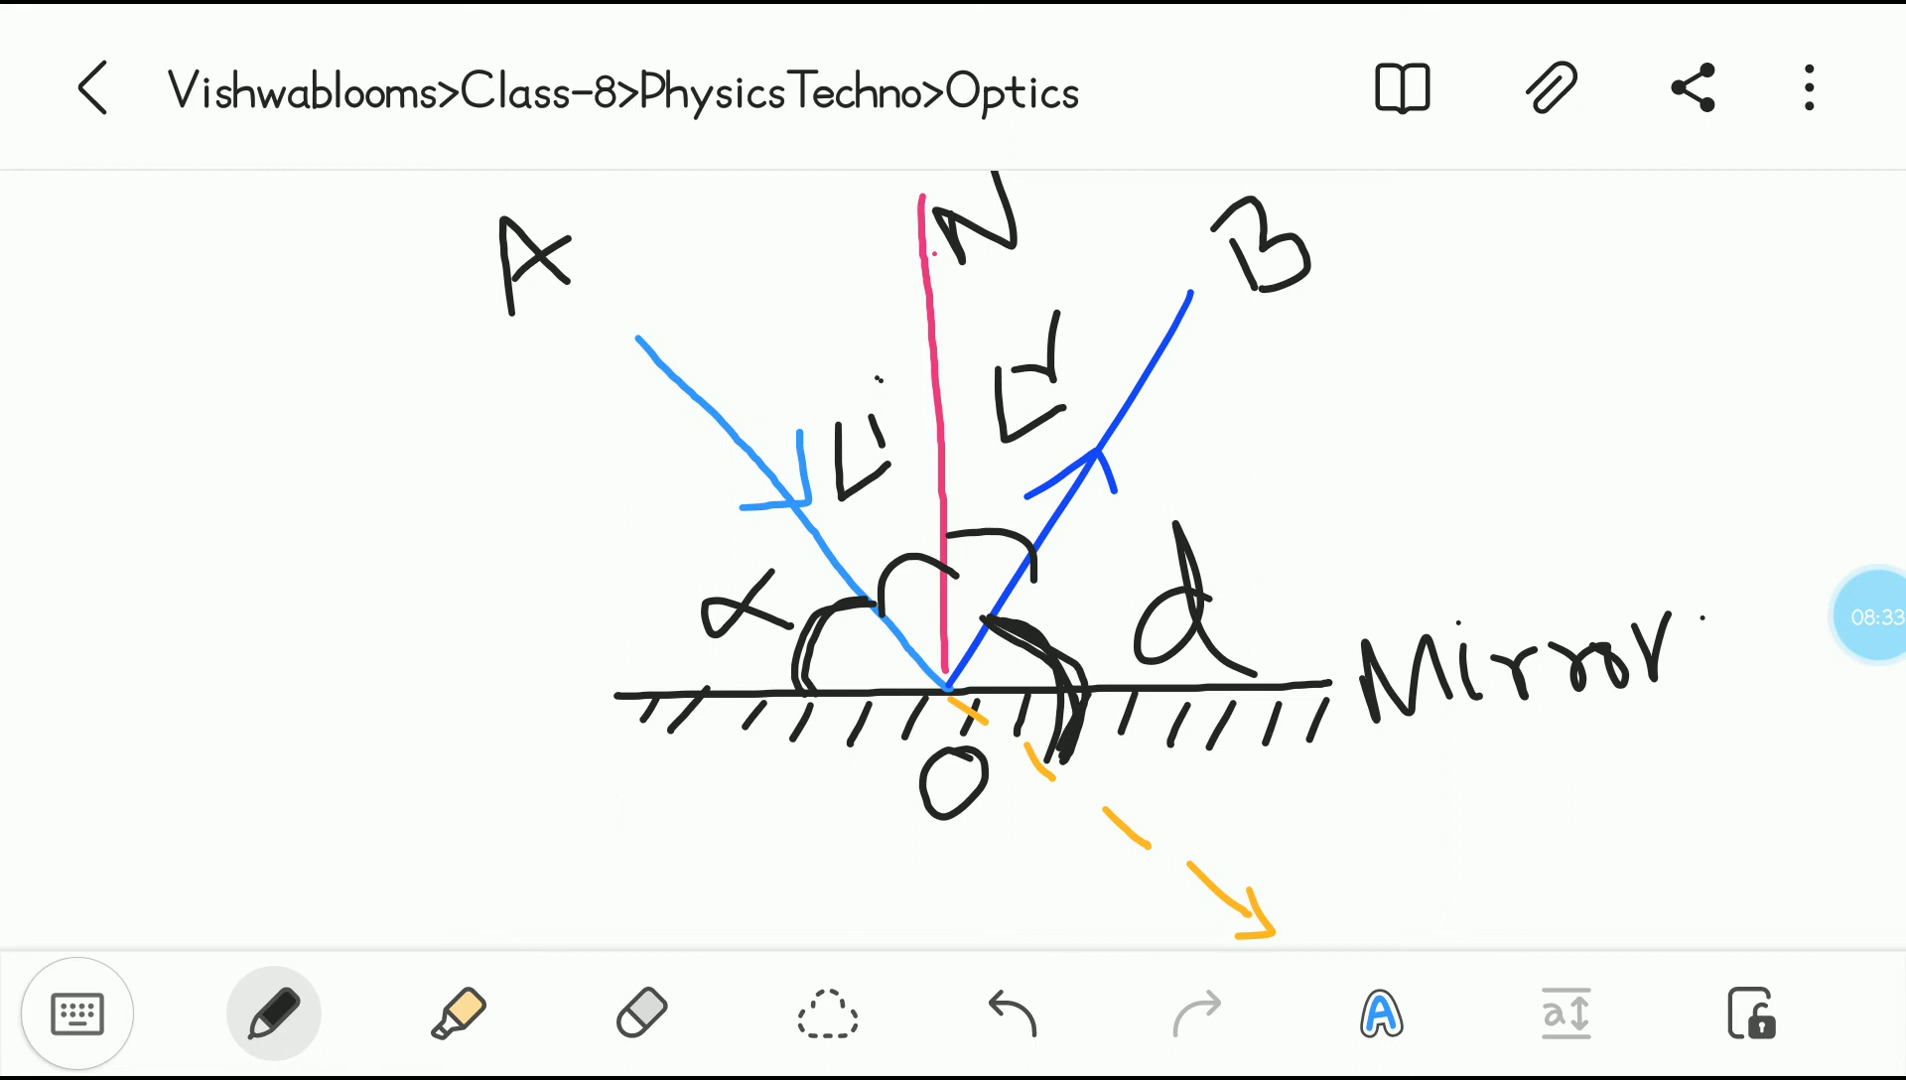 Vishwablooms>Class-8>PhysicsTechno>Optics
A N B
∠i ∠r
α d Mirror
O
08:33
A a